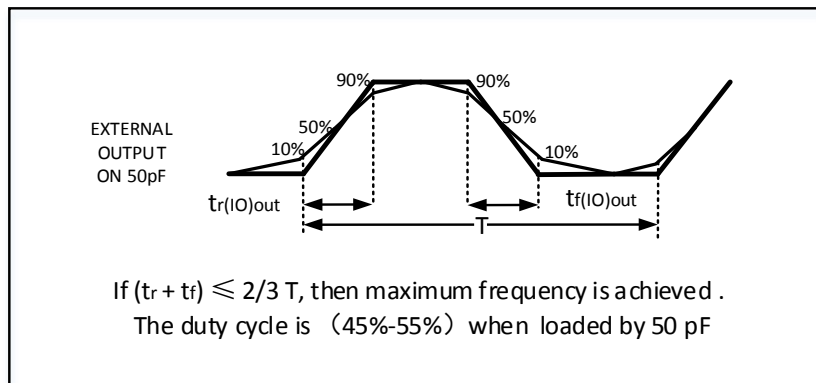 90%
90%
50%
50%
10%
10%
EXTERNAL
OUTPUT
ON 50pF
tr(IO)out
tf(IO)out
T
If (tr + tf) ≤ 2/3 T, then maximum frequency is achieved .
The duty cycle is （45%-55%）when loaded by 50 pF